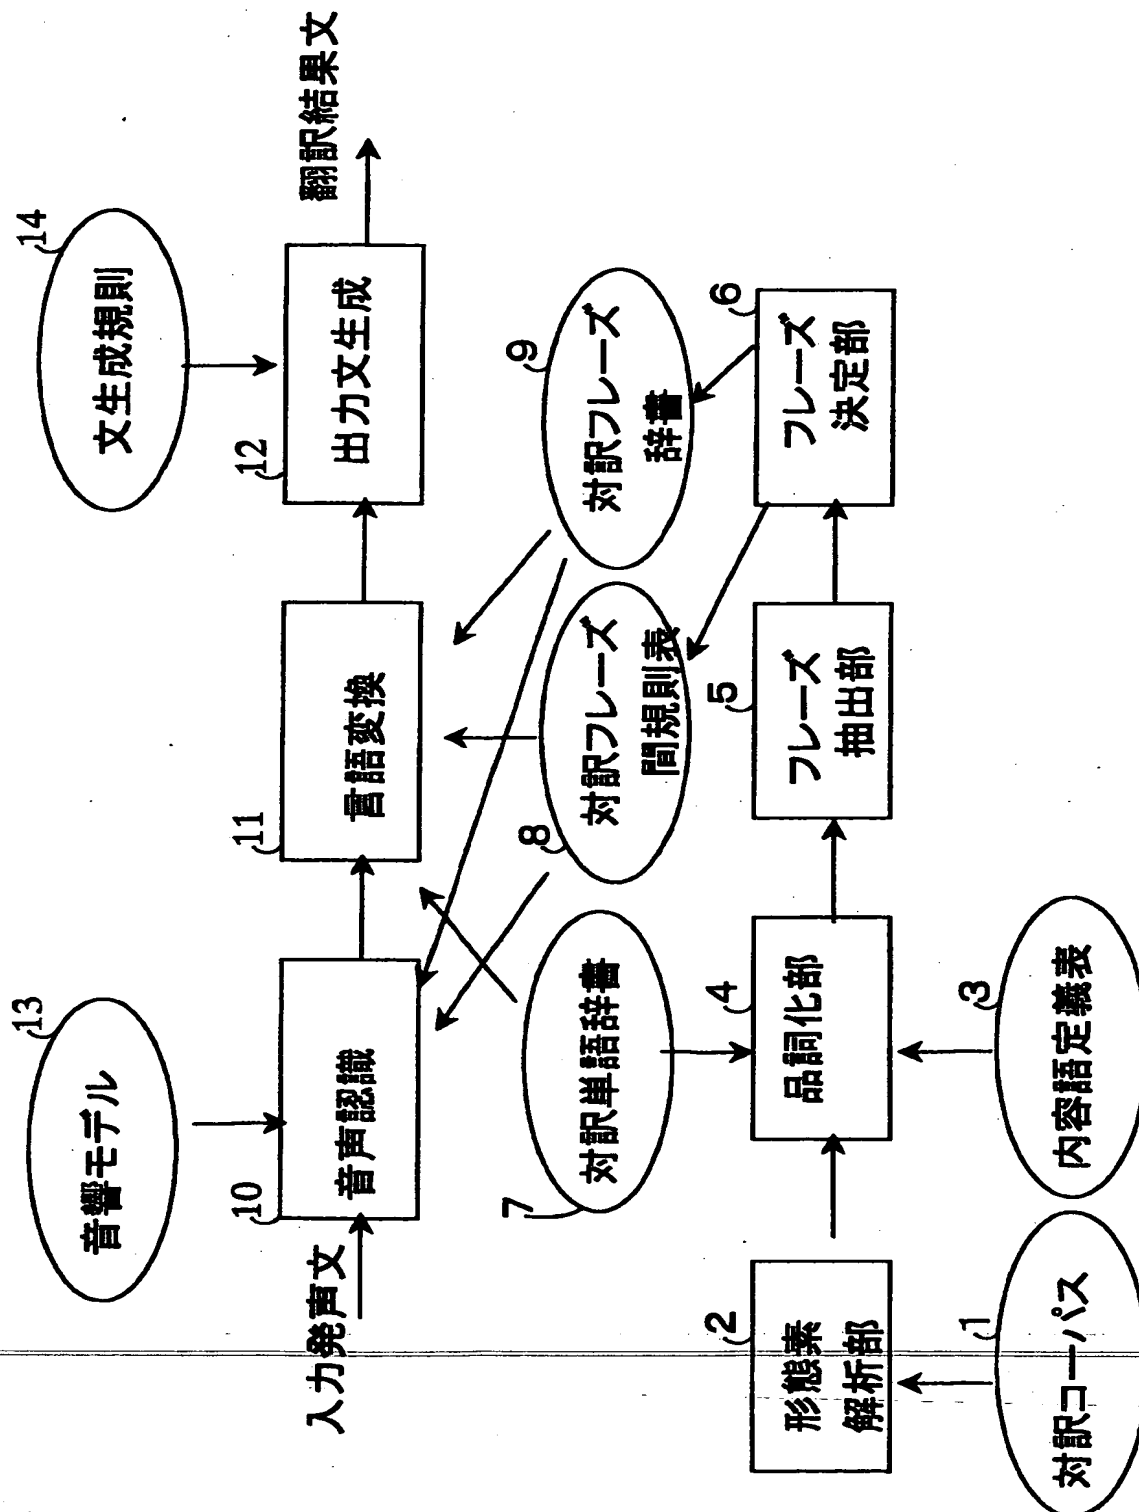 13
音響モデル
14
文生成規則
入力発声文
10
音声認識
11
言語変換
12
出力文生成
翻訳結果文
7
対訳単語辞書
8
対訳フレーズ
間規則表
9
対訳フレーズ
辞書
2
形態素
解析部
4
品詞化部
5
フレーズ
抽出部
6
フレーズ
決定部
1
対訳コーパス
3
内容語定義表